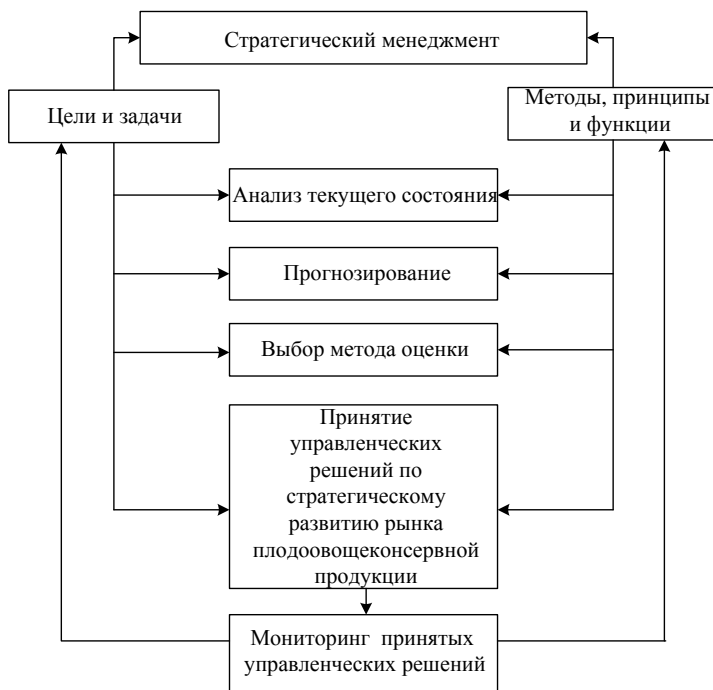 Стратегический менеджмент
Цели и задачи
Методы, принципы
и функции
Анализ текущего состояния
Прогнозирование
Выбор метода оценки
Принятие
управленческих
решений по
стратегическому
развитию рынка
плодоовощеконсервной
продукции
Мониторинг принятых
управленческих решений